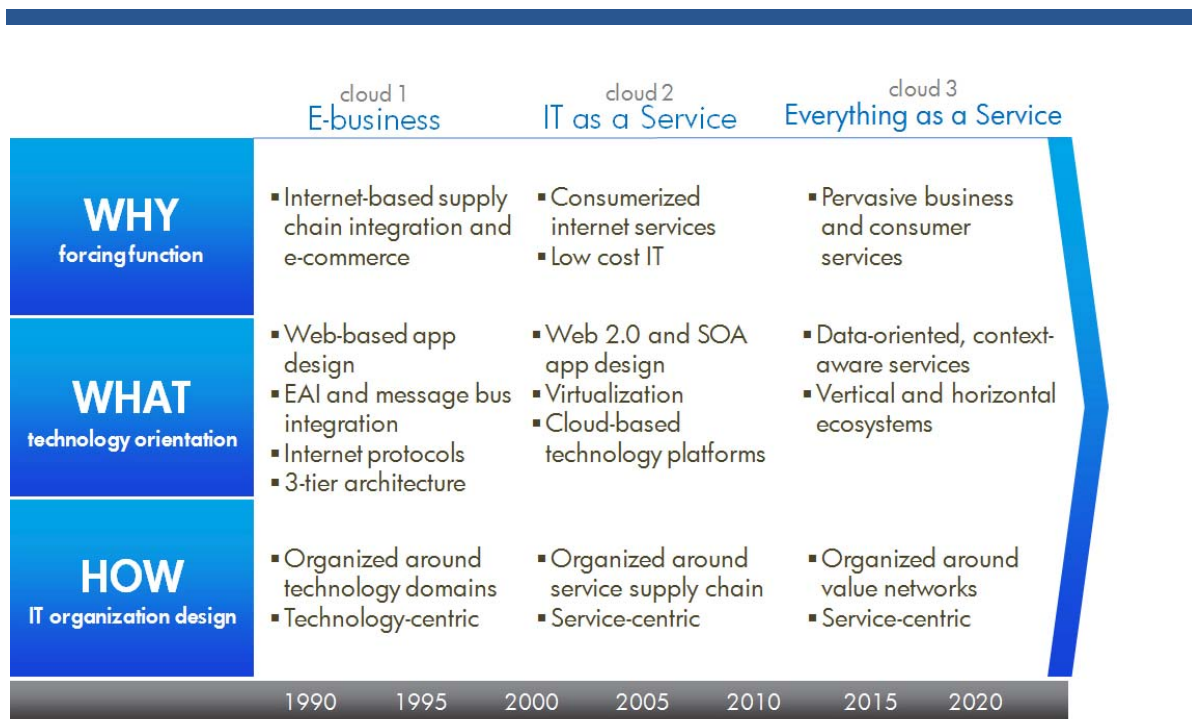 cloud 1
E-business
cloud 2
IT as a Service
cloud 3
Everything as a Service
WHY
forcing function
▪ Internet-based supply
chain integration and
e-commerce
▪ Consumerized
internet services
▪ Low cost IT
▪ Pervasive business
and consumer
services
WHAT
technology orientation
▪ Web-based app
design
▪ EAI and message bus
integration
▪ Internet protocols
▪ 3-tier architecture
▪ Web 2.0 and SOA
app design
▪ Virtualization
▪ Cloud-based
technology platforms
▪ Data-oriented, context-
aware services
▪ Vertical and horizontal
ecosystems
HOW
IT organization design
▪ Organized around
technology domains
▪ Technology-centric
▪ Organized around
service supply chain
▪ Service-centric
▪ Organized around
value networks
▪ Service-centric
1990 1995 2000 2005 2010 2015 2020